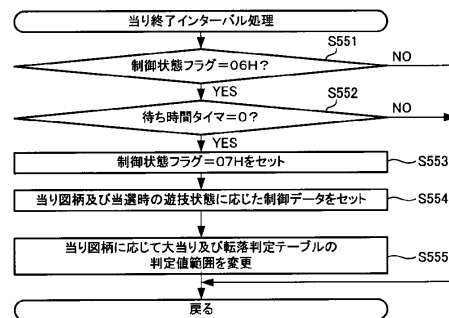 当り終了インターバル処理
S551
制御状態フラグ=06H?
NO
YES
S552
待ち時間タイマ=0?
NO
YES
制御状態フラグ=07Hをセット
S553
当り図柄及び当選時の遊技状態に応じた制御データをセット
S554
当り図柄に応じて大当り及び転落判定テーブルの
判定値範囲を変更
S555
戻る